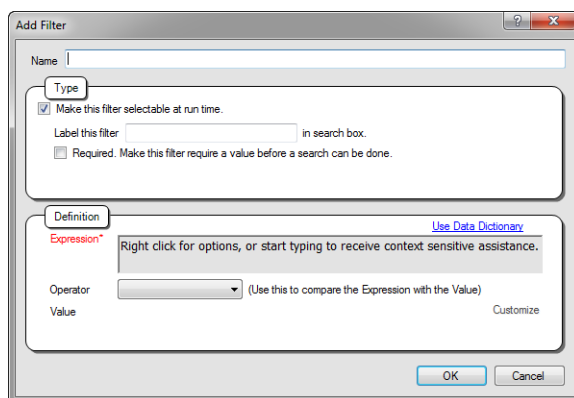 Add Filter
Name
Type
Make this filter selectable at run time.
Label this filter in search box.
Required. Make this filter require a value before a search can be done.
Definition
Use Data Dictionary
Expression*
Right click for options, or start typing to receive context sensitive assistance.
Operator (Use this to compare the Expression with the Value)
Value Customize
OK Cancel